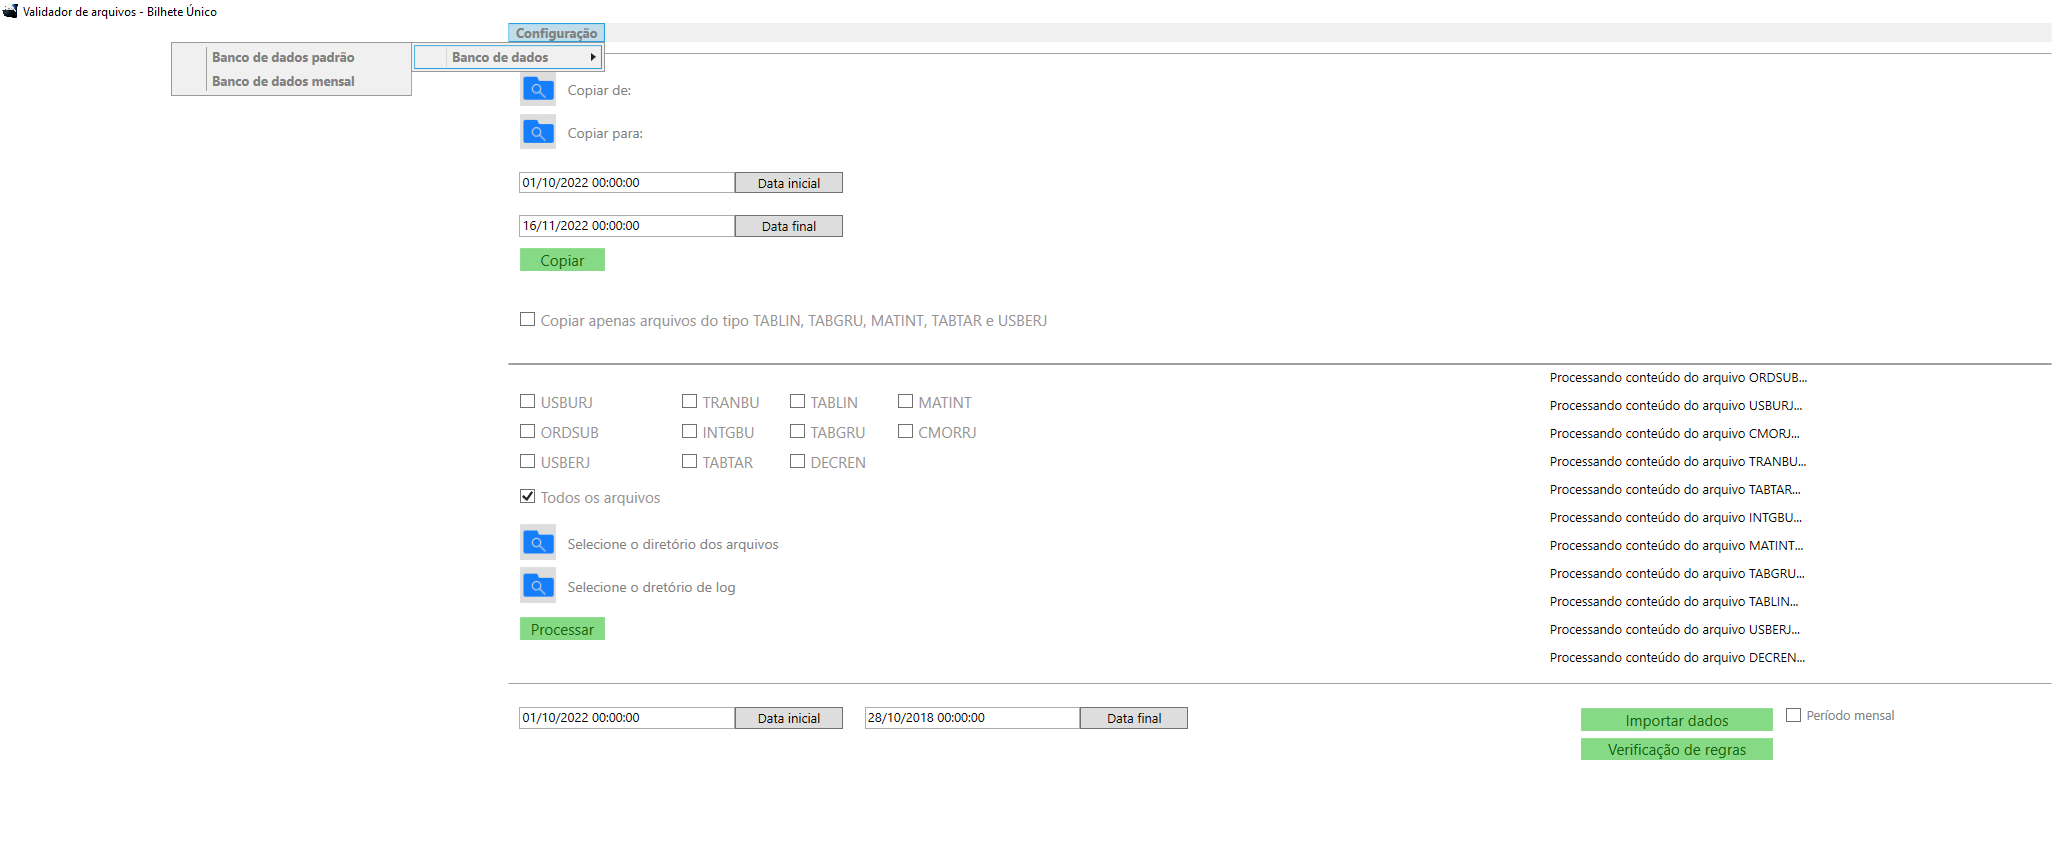 Validador de arquivos - Bilhete Único
Configuração
Banco de dados padrão
Banco de dados
Banco de dados mensal
Copiar de:
Copiar para:
01/10/2022 00:00:00 Data inicial
16/11/2022 00:00:00 Data final
Copiar
Copiar apenas arquivos do tipo TABLIN, TABGRU, MATINT, TABTAR e USBERJ
USBURJ TRANBU TABLIN MATINT
ORDSUB INTGBU TABGRU CMORRJ
USBERJ TABTAR DECREN
Todos os arquivos
Selecione o diretório dos arquivos
Selecione o dretório de log
Processar
Processando conteúdo do arquivo ORDSUB...
Processando conteúdo do arquivo USBURJ...
Processando conteúdo do arquivo CMORJ...
Processando conteúdo do arquivo TRANBU...
Processando conteúdo do arquivo TABTAR...
Processando conteúdo do arquivo INTGBU...
Processando conteúdo do arquivo MATINT...
Processando conteúdo do arquivo TABGRU...
Processando conteúdo do arquivo TABLIN...
Processando conteúdo do arquivo USBERJ...
Processando conteúdo do arquivo DECREN...
01/10/2022 00:00:00 Data inicial 28/10/2018 00:00:00 Data final
Importar dados Período mensal
Verificação de regras